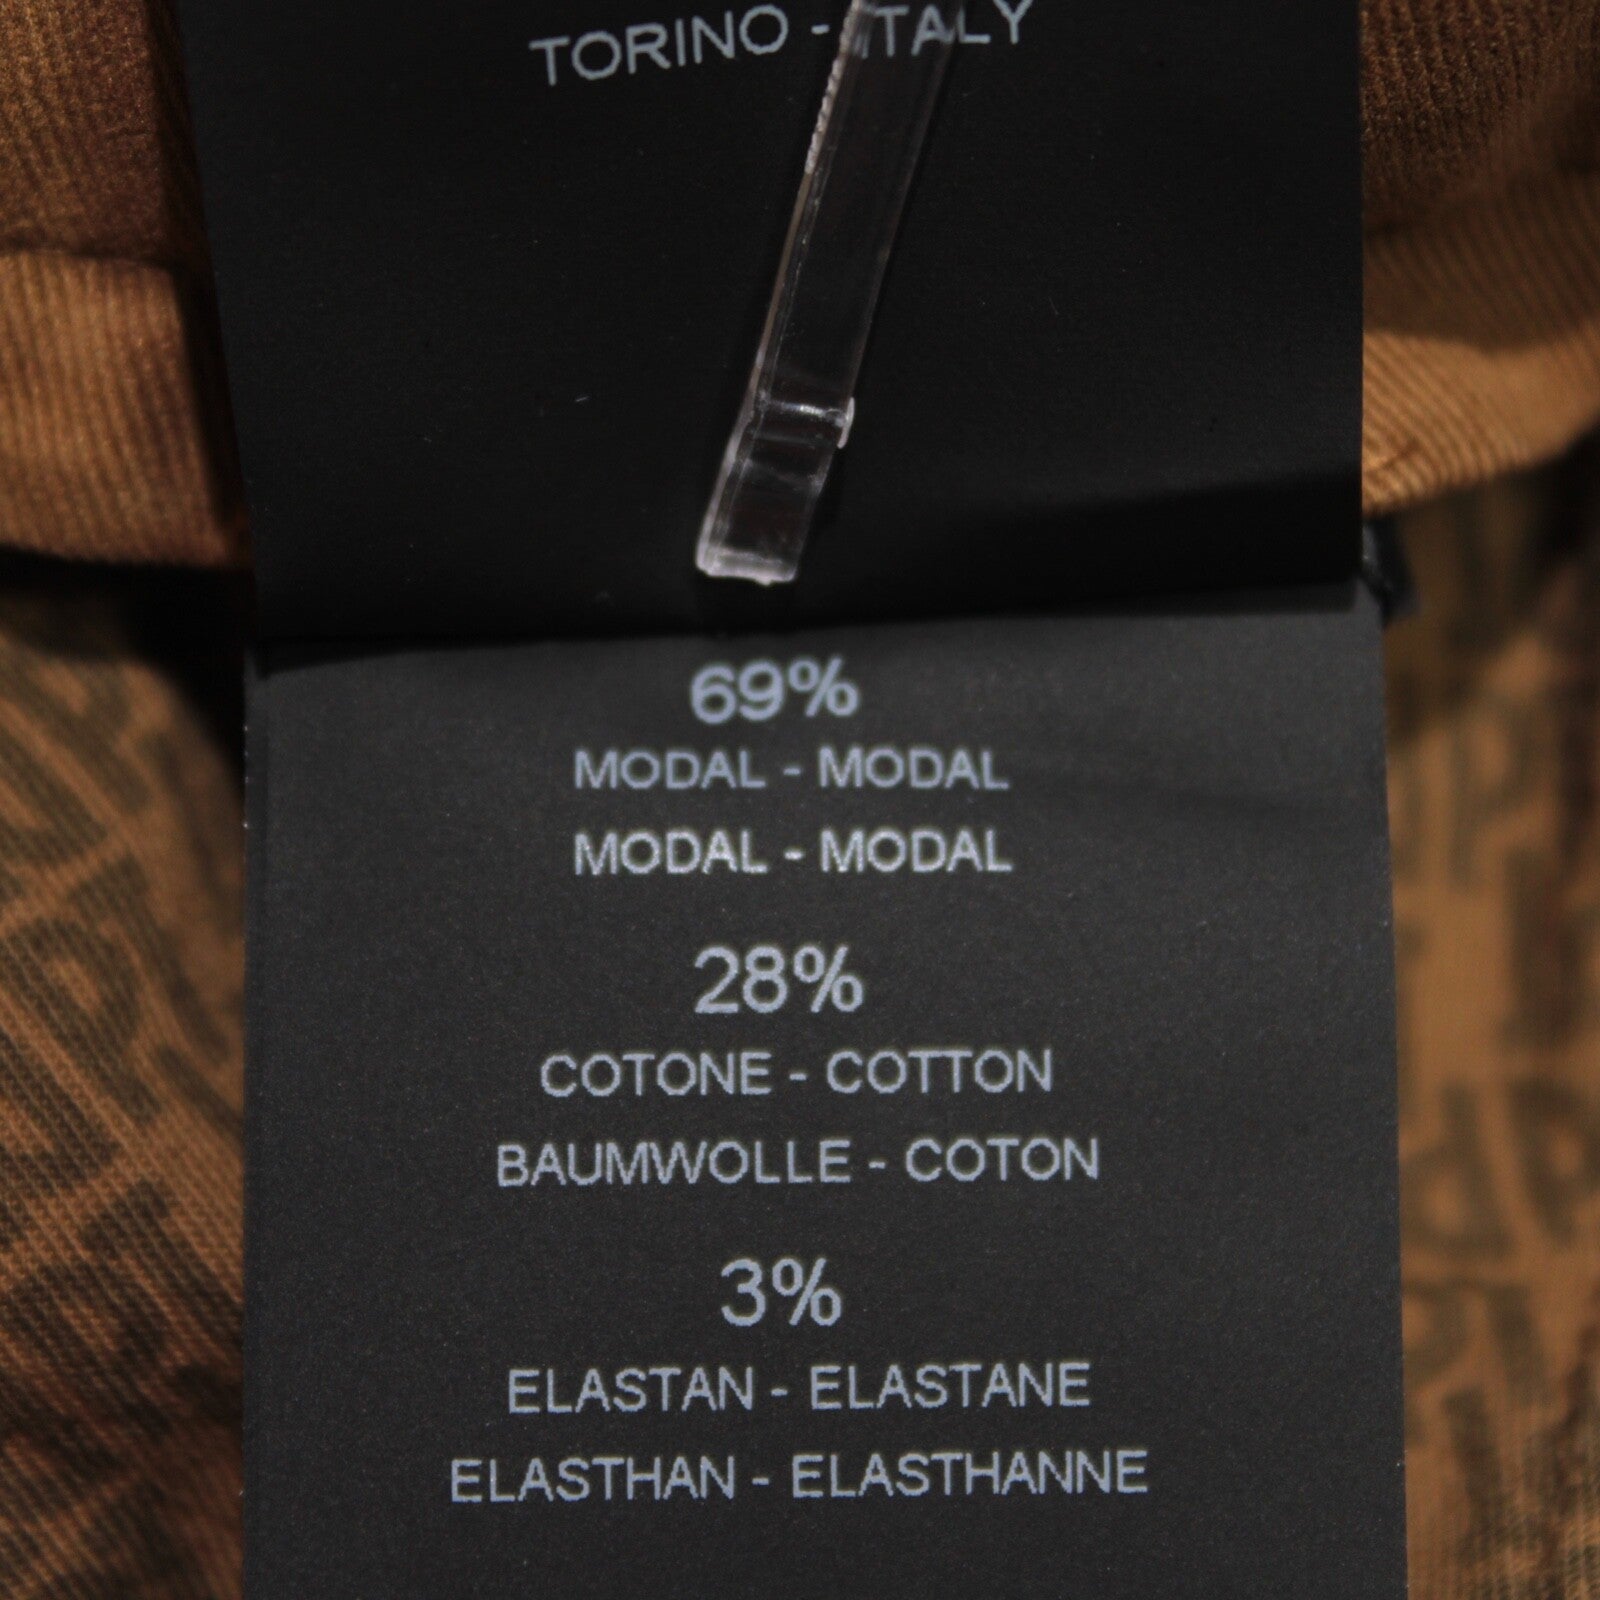 TORINO - ITALY
69%
MODAL - MODAL
MODAL - MODAL
28%
COTONE - COTTON
BAUMWOLLE - COTON
3%
ELASTAN - ELASTANE
ELASTHAN - ELASTHANNE